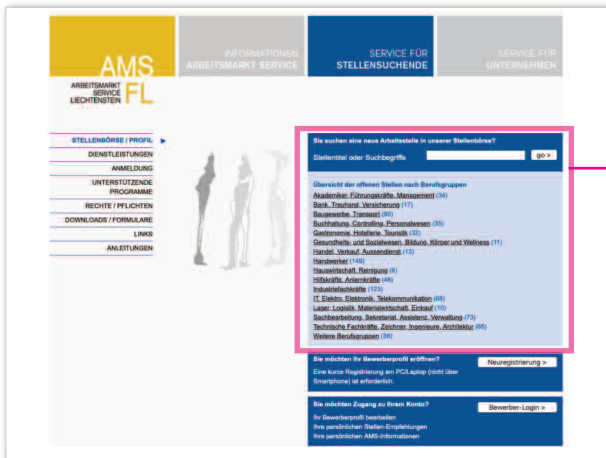 AMS
FL
ARBEITSMARKT
SERVICE
LIECHTENSTEIN
INFORMATIONEN
ARBEITSMARKT SERVICE
SERVICE FÜR
STELLENSUCHENDE
SERVICE FÜR
UNTERNEHMEN
STELLENBÖRSE / PROFIL
DIENSTLEISTUNGEN
ANMELDUNG
UNTERSTÜTZENDE
PROGRAMME
RECHTE / PFLICHTEN
DOWNLOADS / FORMULARE
LINKS
ANLEITUNGEN
Sie suchen eine neue Arbeitsstelle in unserer Stellenbörse?
Stellentitel oder Suchbegriffe
go >
Übersicht der offenen Stellen nach Berufsgruppen
Akademiker, Führungskräfte, Management (34)
Bank, Treuhand, Versicherung (17)
Baugewerbe, Transport (80)
Buchhaltung, Controlling, Personalwesen (35)
Gastronomie, Hotellerie, Touristik (32)
Gesundheits- und Sozialwesen, Bildung, Körper und Wellness (11)
Handel, Verkauf, Aussendienst (13)
Handwerker (149)
Hauswirtschaft, Reinigung (6)
Hilfskräfte, Anlernkräfte (48)
Industriefachkräfte (123)
IT, Elektro, Elektronik, Telekommunikation (88)
Lager, Logistik, Materialwirtschaft, Einkauf (10)
Sachbearbeitung, Sekretariat, Assistenz, Verwaltung (73)
Technische Fachkräfte, Zeichner, Ingenieure, Architektur (65)
Weitere Berufsgruppen (36)
Sie möchten Ihr Bewerberprofil eröffnen?
Eine kurze Registrierung am PC/Laptop (nicht über
Smartphone) ist erforderlich.
Neuregistrierung >
Sie möchten Zugang zu Ihrem Konto?
Ihr Bewerberprofil bearbeiten
Ihre persönlichen Stellen-Empfehlungen
Ihre persönlichen AMS-Informationen
Bewerber-Login >